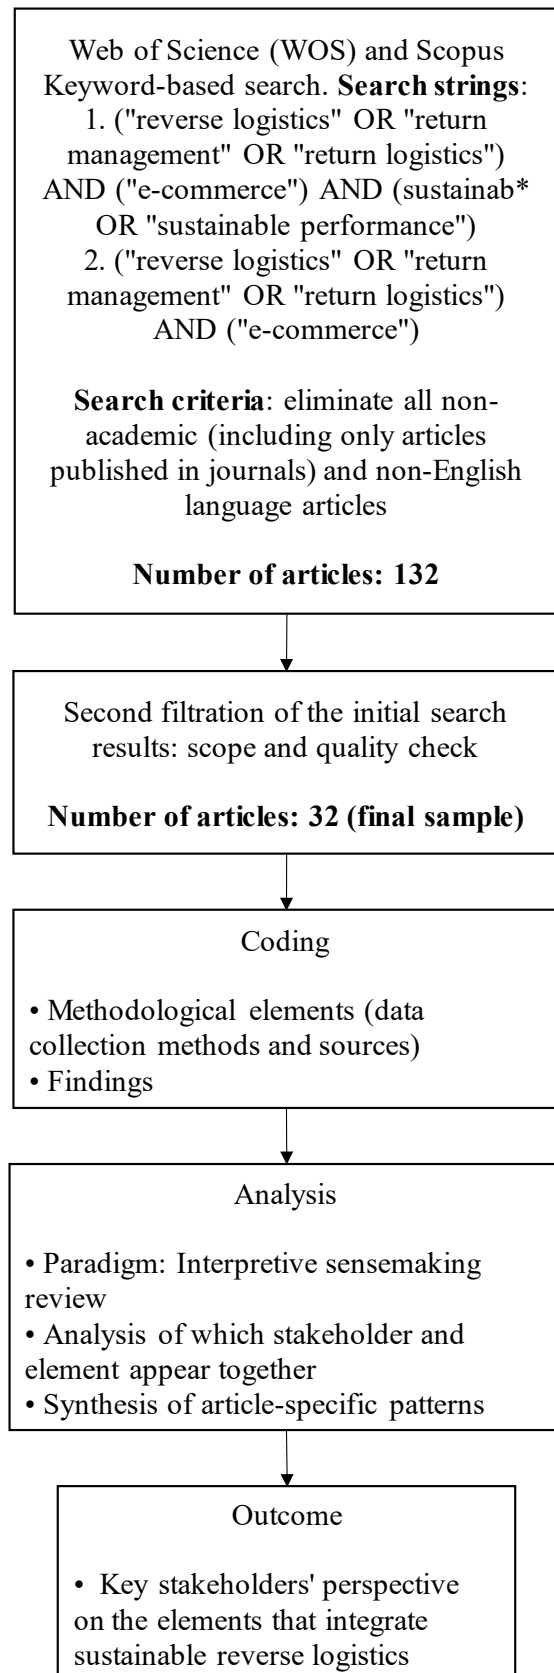 Web of Science (WOS) and Scopus
Keyword-based search. Search strings:
1. ("reverse logistics" OR "return
management" OR "return logistics")
AND ("e-commerce") AND (sustainab*
OR "sustainable performance")
2. ("reverse logistics" OR "return
management" OR "return logistics")
AND ("e-commerce")
Search criteria: eliminate all non-
academic (including only articles
published in journals) and non-English
language articles
Number of articles: 132
Second filtration of the initial search
results: scope and quality check
Number of articles: 32 (final sample)
Coding
• Methodological elements (data
collection methods and sources)
• Findings
Analysis
• Paradigm: Interpretive sensemaking
review
• Analysis of which stakeholder and
element appear together
• Synthesis of article-specific patterns
Outcome
• Key stakeholders' perspective
on the elements that integrate
sustainable reverse logistics